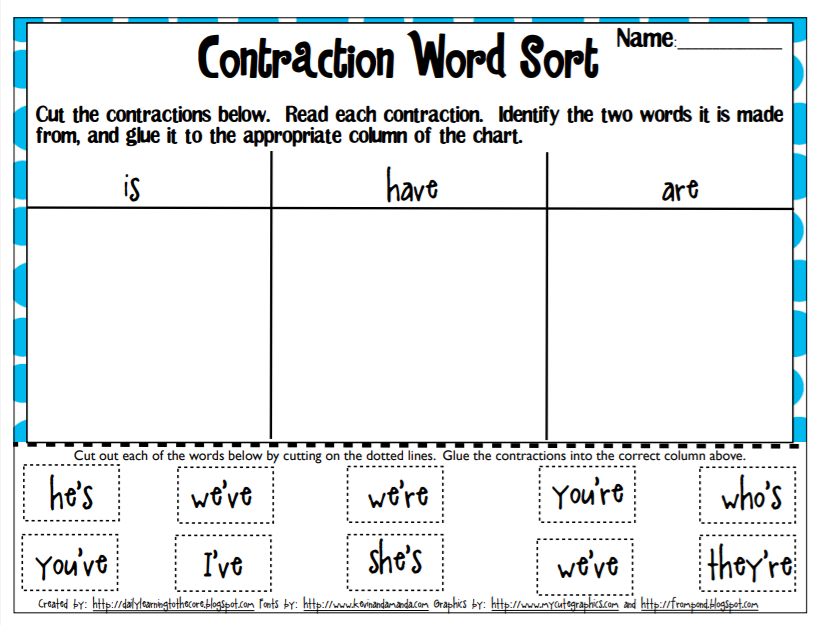 Contraction Word Sort Name:____________
Cut the contractions below. Read each contraction. Identify the two words it is made
from, and glue it to the appropriate column of the chart.
is have are
Cut out each of the words below by cutting on the dotted lines. Glue the contractions into the correct column above.
he's we've we're you're who's
you've I've she's we've they're
Created by: http://dailylearningtothecore.blogspot.com Fonts by: http://www.kevinandamanda.com Graphics by: http://www.mycutegraphics.com and http://frompond.blogspot.com